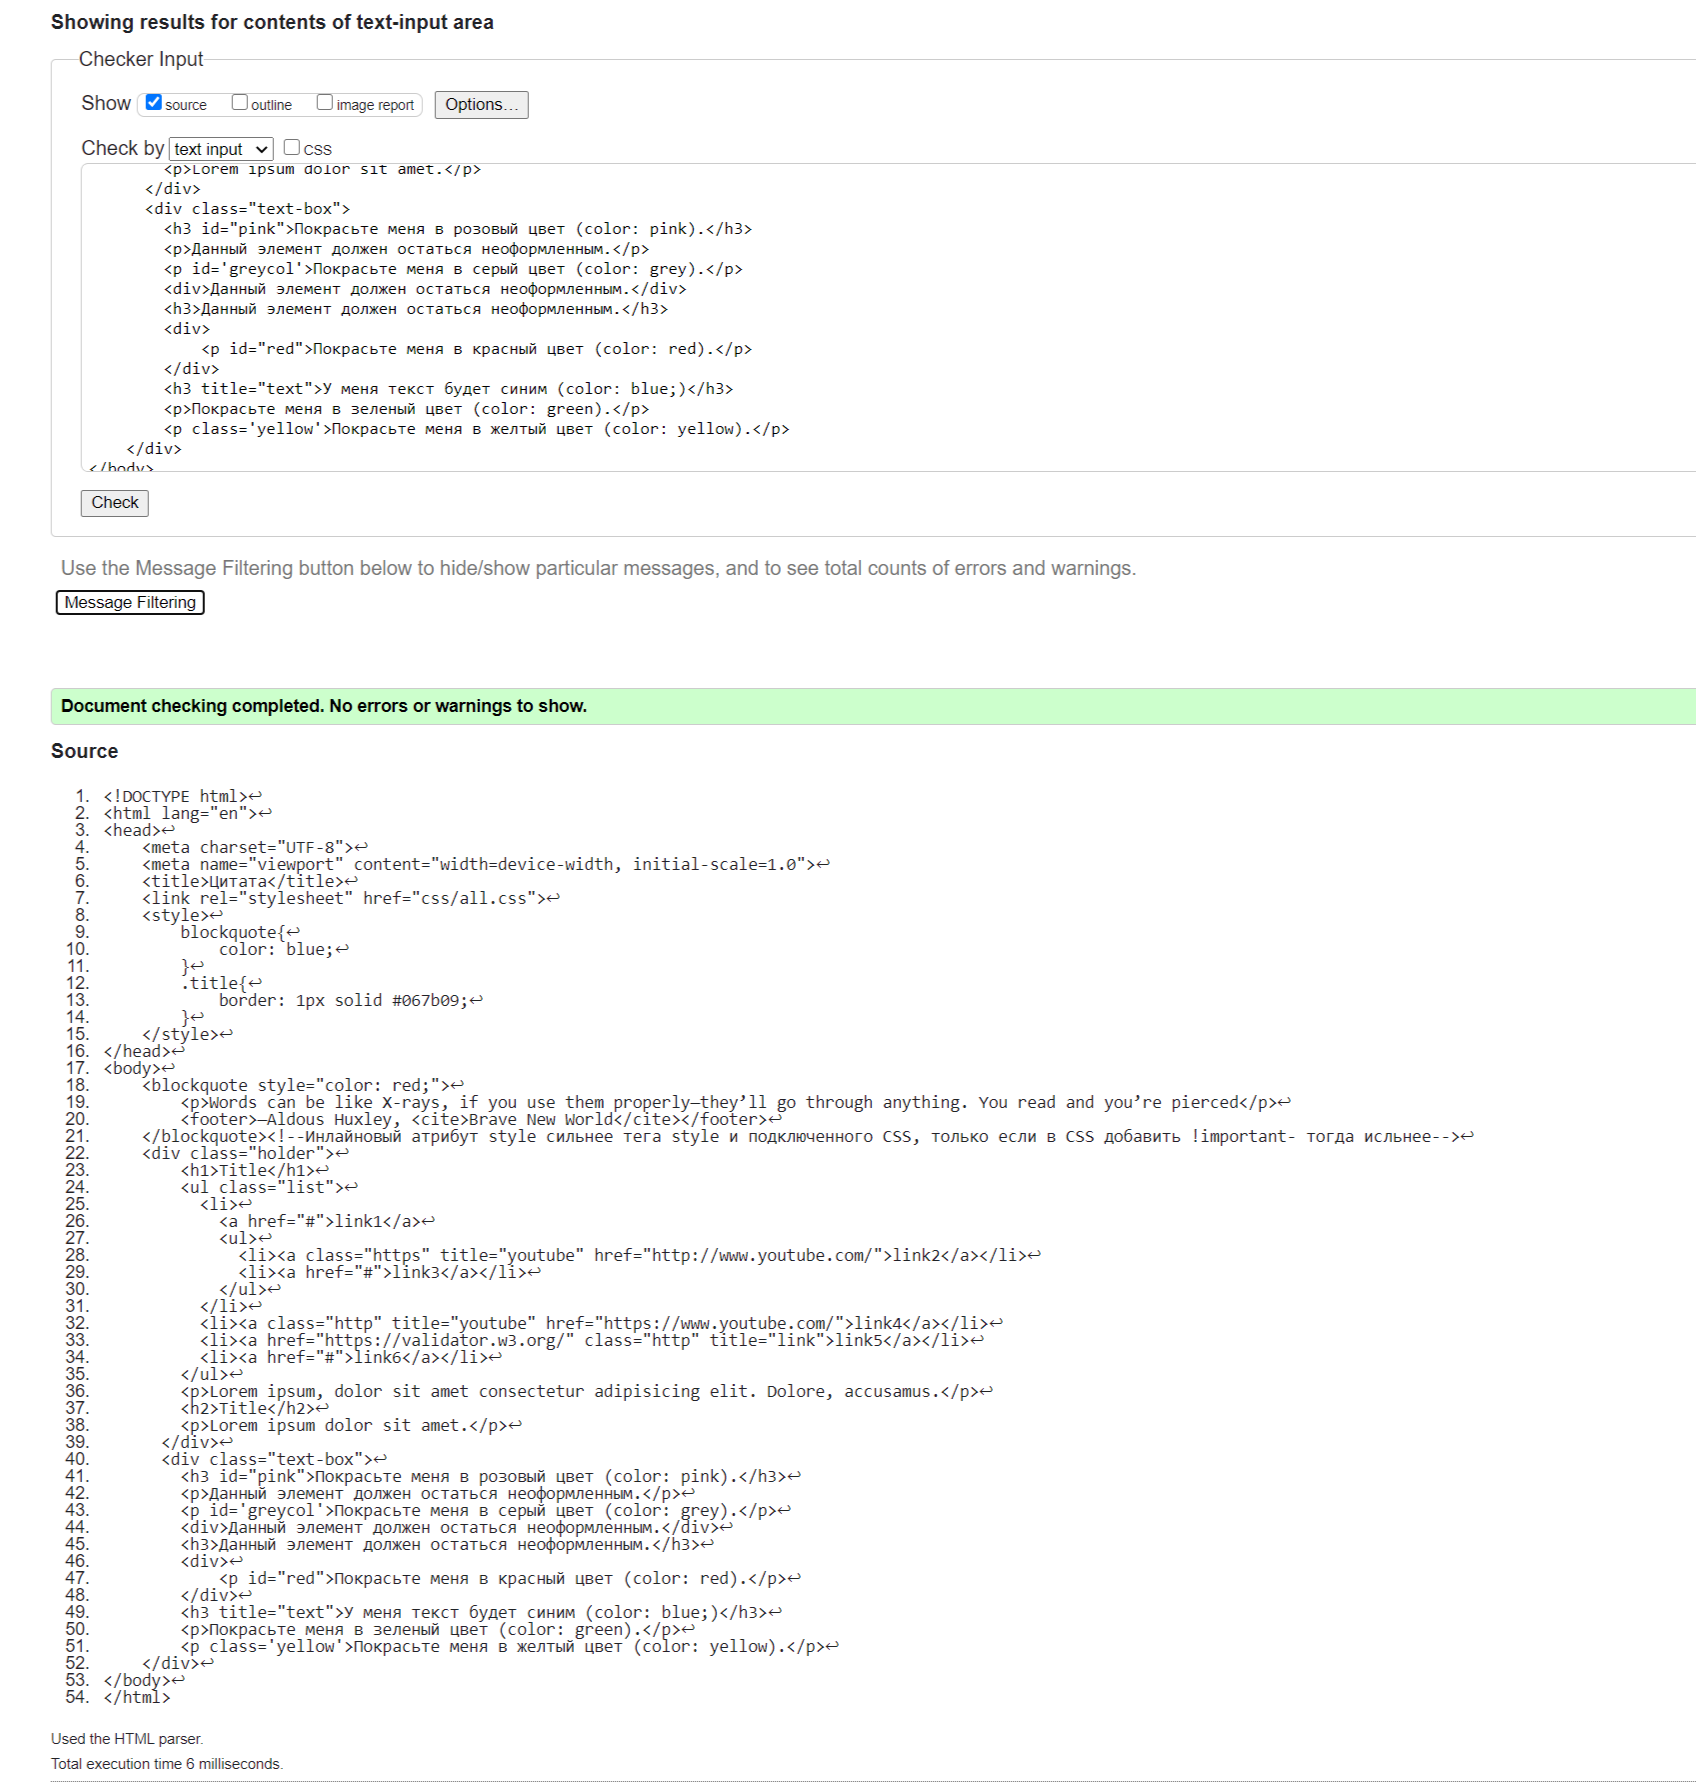 Showing results for contents of text-input area
Checker Input
Show source outline image report Options...
Check by text input CSS
<p>Lorem ipsum dolor sit amet.</p>
</div>
<div class="text-box">
<h3 id="pink">Покрасьте меня в розовый цвет (color: pink).</h3>
<p>Данный элемент должен остаться неоформленным.</p>
<p id='greycol'>Покрасьте меня в серый цвет (color: grey).</p>
<div>Данный элемент должен остаться неоформленным.</div>
<h3>Данный элемент должен остаться неоформленным.</h3>
<div>
<p id="red">Покрасьте меня в красный цвет (color: red).</p>
</div>
<h3 title="text">У меня текст будет синим (color: blue;)</h3>
<p>Покрасьте меня в зеленый цвет (color: green).</p>
<p class='yellow'>Покрасьте меня в желтый цвет (color: yellow).</p>
</div>
</body>
Check
Use the Message Filtering button below to hide/show particular messages, and to see total counts of errors and warnings.
Message Filtering
Document checking completed. No errors or warnings to show.
Source
1. <!DOCTYPE html>↩
2. <html lang="en">↩
3. <head>↩
4. <meta charset="UTF-8">↩
5. <meta name="viewport" content="width=device-width, initial-scale=1.0">↩
6. <title>Цитата</title>↩
7. <link rel="stylesheet" href="css/all.css">↩
8. <style>↩
9. blockquote{↩
10. color: blue;↩
11. }↩
12. .title{↩
13. border: 1px solid #067b09;↩
14. }↩
15. </style>↩
16. </head>↩
17. <body>↩
18. <blockquote style="color: red;">↩
19. <p>Words can be like X-rays, if you use them properly—they’ll go through anything. You read and you’re pierced</p>↩
20. <footer>—Aldous Huxley, <cite>Brave New World</cite></footer>↩
21. </blockquote><!--Инлайновый атрибут style сильнее тега style и подключенного CSS, только если в CSS добавить !important- тогда исльнее-->↩
22. <div class="holder">↩
23. <h1>Title</h1>↩
24. <ul class="list">↩
25. <li>↩
26. <a href="#">link1</a>↩
27. <ul>↩
28. <li><a class="https" title="youtube" href="http://www.youtube.com/">link2</a></li>↩
29. <li><a href="#">link3</a></li>↩
30. </ul>↩
31. </li>↩
32. <li><a class="http" title="youtube" href="https://www.youtube.com/">link4</a></li>↩
33. <li><a href="https://validator.w3.org/" class="http" title="link">link5</a></li>↩
34. <li><a href="#">link6</a></li>↩
35. </ul>↩
36. <p>Lorem ipsum, dolor sit amet consectetur adipisicing elit. Dolore, accusamus.</p>↩
37. <h2>Title</h2>↩
38. <p>Lorem ipsum dolor sit amet.</p>↩
39. </div>↩
40. <div class="text-box">↩
41. <h3 id="pink">Покрасьте меня в розовый цвет (color: pink).</h3>↩
42. <p>Данный элемент должен остаться неоформленным.</p>↩
43. <p id='greycol'>Покрасьте меня в серый цвет (color: grey).</p>↩
44. <div>Данный элемент должен остаться неоформленным.</div>↩
45. <h3>Данный элемент должен остаться неоформленным.</h3>↩
46. <div>↩
47. <p id="red">Покрасьте меня в красный цвет (color: red).</p>↩
48. </div>↩
49. <h3 title="text">У меня текст будет синим (color: blue;)</h3>↩
50. <p>Покрасьте меня в зеленый цвет (color: green).</p>↩
51. <p class='yellow'>Покрасьте меня в желтый цвет (color: yellow).</p>↩
52. </div>↩
53. </body>↩
54. </html>
Used the HTML parser.
Total execution time 6 milliseconds.